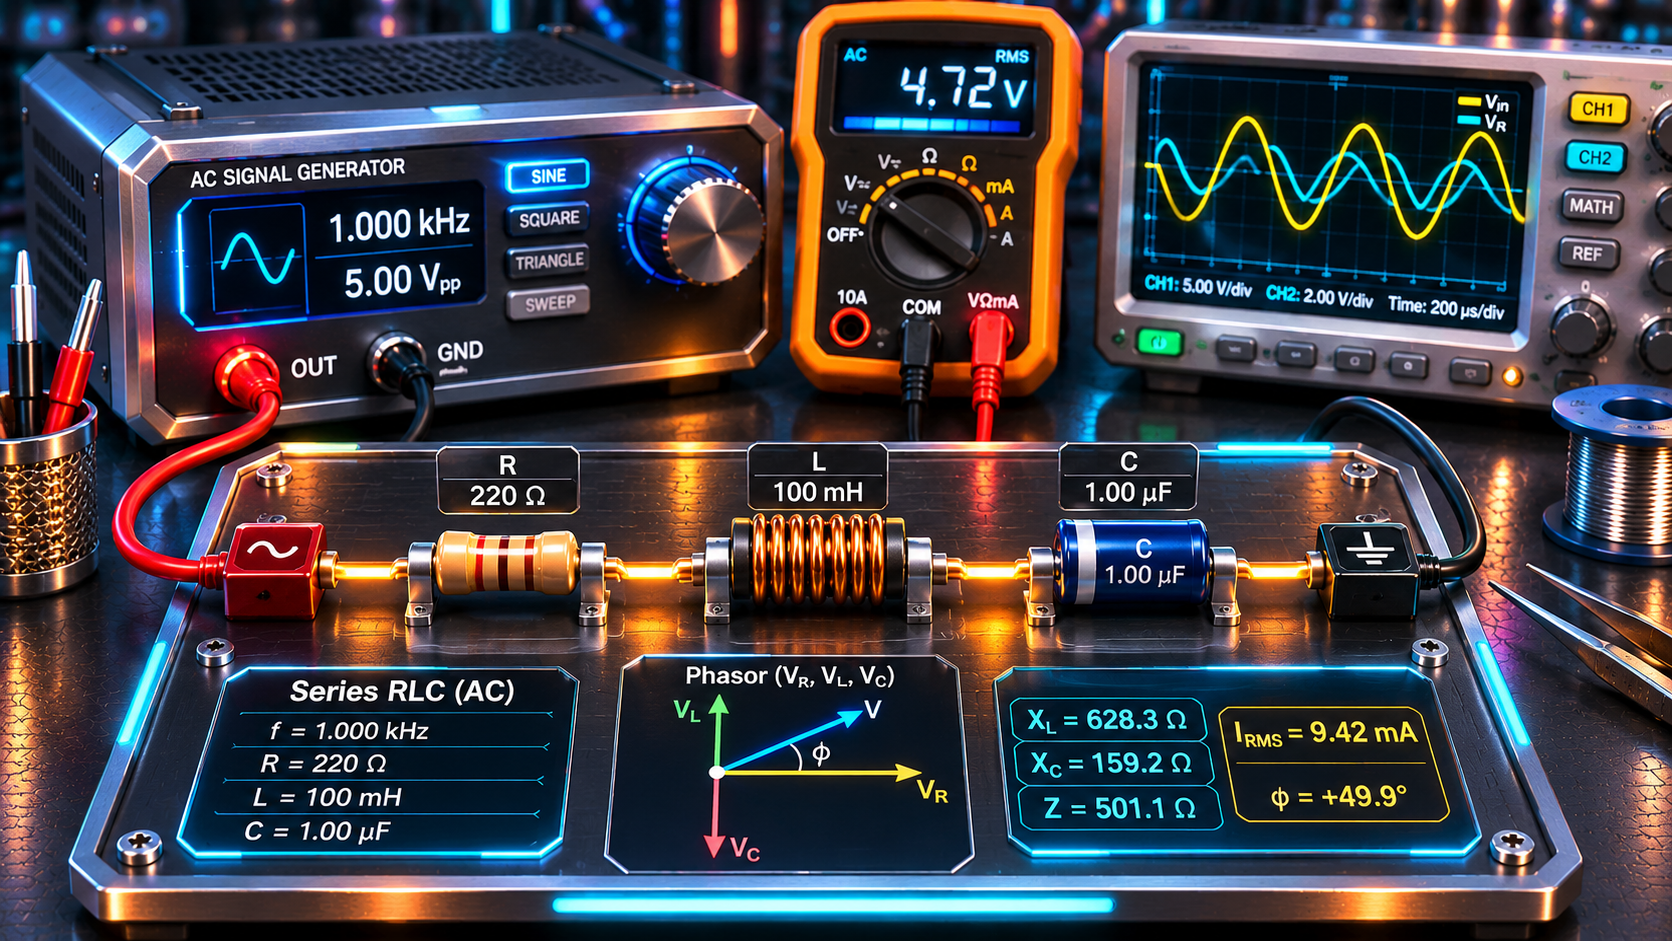 AC SIGNAL GENERATOR
1.000 kHz
5.00 Vpp
SINE
SQUARE
TRIANGLE
SWEEP
OUT
GND
AC
RMS
4.72 V
V
Ω
Ω
V
mA
V
A
OFF
A
10A
COM
VΩmA
Vin
VR
CH1: 5.00 V/div
CH2: 2.00 V/div
Time: 200 µs/div
CH1
CH2
MATH
REF
R
220 Ω
L
100 mH
C
1.00 µF
C
1.00 µF
Series RLC (AC)
f = 1.000 kHz
R = 220 Ω
L = 100 mH
C = 1.00 µF
Phasor (VR, VL, VC)
VL
V
ϕ
VR
VC
XL = 628.3 Ω
XC = 159.2 Ω
Z = 501.1 Ω
IRMS = 9.42 mA
ϕ = +49.9°